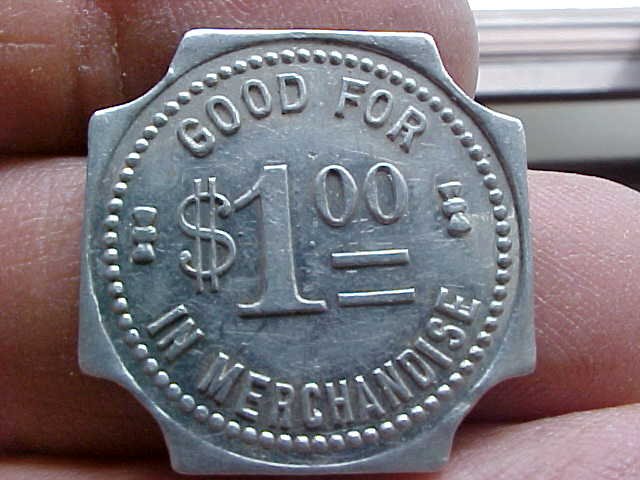 GOOD FOR
$1.00
IN MERCHANDISE